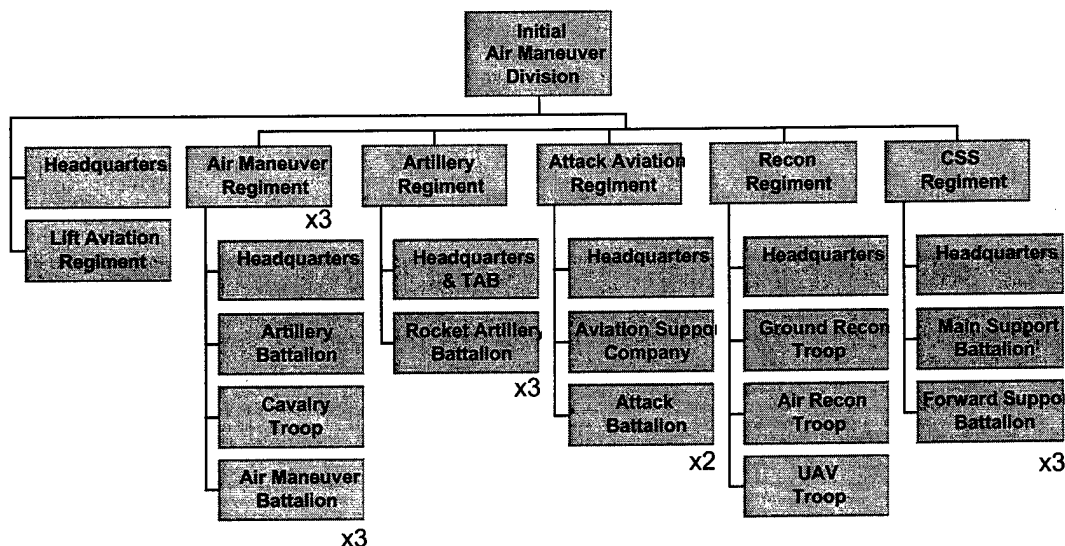 Initial
Air Maneuver
Division
Headquarters
Lift Aviation
Regiment
Air Maneuver
Regiment
x3
Headquarters
Artillery
Battalion
Cavalry
Troop
Air Maneuver
Battalion
x3
Artillery
Regiment
Headquarters
& TAB
Rocket Artillery
Battalion
x3
Attack Aviation
Regiment
Headquarters
Aviation Suppo
Company
Attack
Battalion
x2
Recon
Regiment
Headquarters
Ground Recon
Troop
Air Recon
Troop
UAV
Troop
CSS
Regiment
Headquarters
Main Support
Battalion
Forward Suppo
Battalion
x3